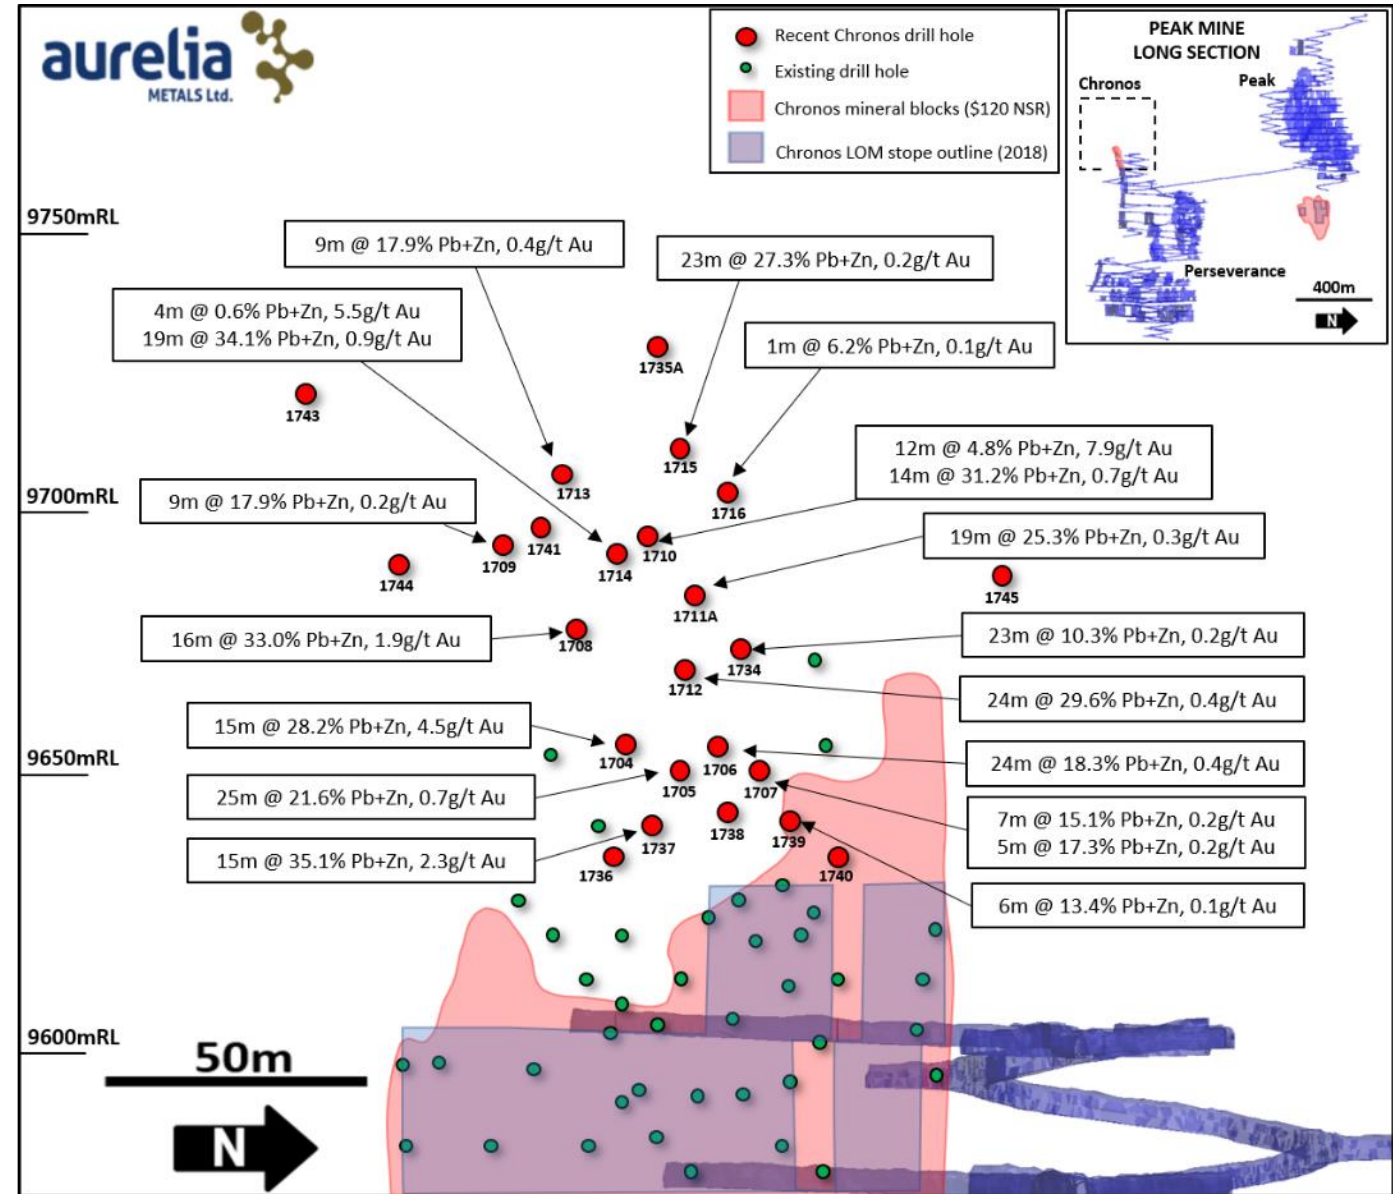 aurelia
METALS Ltd.
Recent Chronos drill hole
Existing drill hole
Chronos mineral blocks ($120 NSR)
Chronos LOM stope outline (2018)
PEAK MINE
LONG SECTION
Chronos
Peak
Perseverance
400m
N
9750mRL
9m @ 17.9% Pb+Zn, 0.4g/t Au
23m @ 27.3% Pb+Zn, 0.2g/t Au
4m @ 0.6% Pb+Zn, 5.5g/t Au
19m @ 34.1% Pb+Zn, 0.9g/t Au
1m @ 6.2% Pb+Zn, 0.1g/t Au
1735A
1743
12m @ 4.8% Pb+Zn, 7.9g/t Au
14m @ 31.2% Pb+Zn, 0.7g/t Au
1715
1713
9700mRL
9m @ 17.9% Pb+Zn, 0.2g/t Au
1716
1741
1710
1709
1714
19m @ 25.3% Pb+Zn, 0.3g/t Au
1744
1745
1711A
16m @ 33.0% Pb+Zn, 1.9g/t Au
1708
23m @ 10.3% Pb+Zn, 0.2g/t Au
1734
1712
24m @ 29.6% Pb+Zn, 0.4g/t Au
15m @ 28.2% Pb+Zn, 4.5g/t Au
9650mRL
1704
1706
24m @ 18.3% Pb+Zn, 0.4g/t Au
25m @ 21.6% Pb+Zn, 0.7g/t Au
1705
1707
7m @ 15.1% Pb+Zn, 0.2g/t Au
5m @ 17.3% Pb+Zn, 0.2g/t Au
1738
1739
15m @ 35.1% Pb+Zn, 2.3g/t Au
1737
1736
1740
6m @ 13.4% Pb+Zn, 0.1g/t Au
9600mRL
50m
N